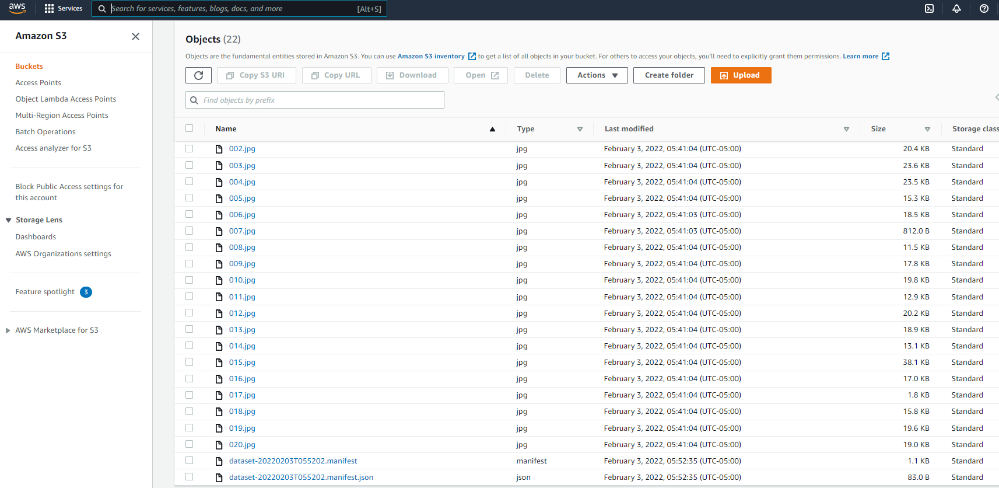 aws Services Search for services, features, blogs, docs, and more [Alt+S]
Amazon S3
Buckets
Access Points
Object Lambda Access Points
Multi-Region Access Points
Batch Operations
Access analyzer for S3
Block Public Access settings for
this account
Storage Lens
Dashboards
AWS Organizations settings
Feature spotlight 3
AWS Marketplace for S3
Objects (22)
Objects are the fundamental entities stored in Amazon S3. You can use Amazon S3 inventory to get a list of all objects in your bucket. For others to access your objects, you'll need to explicitly grant them permissions. Learn more
Copy S3 URI Copy URL Download Open Delete Actions Create folder Upload
Find objects by prefix
Name Type Last modified Size Storage class
002.jpg jpg February 3, 2022, 05:41:04 (UTC-05:00) 20.4 KB Standard
003.jpg jpg February 3, 2022, 05:41:04 (UTC-05:00) 23.6 KB Standard
004.jpg jpg February 3, 2022, 05:41:04 (UTC-05:00) 23.5 KB Standard
005.jpg jpg February 3, 2022, 05:41:04 (UTC-05:00) 15.3 KB Standard
006.jpg jpg February 3, 2022, 05:41:03 (UTC-05:00) 18.5 KB Standard
007.jpg jpg February 3, 2022, 05:41:03 (UTC-05:00) 812.0 B Standard
008.jpg jpg February 3, 2022, 05:41:04 (UTC-05:00) 11.5 KB Standard
009.jpg jpg February 3, 2022, 05:41:04 (UTC-05:00) 17.8 KB Standard
010.jpg jpg February 3, 2022, 05:41:04 (UTC-05:00) 19.8 KB Standard
011.jpg jpg February 3, 2022, 05:41:04 (UTC-05:00) 12.9 KB Standard
012.jpg jpg February 3, 2022, 05:41:04 (UTC-05:00) 20.2 KB Standard
013.jpg jpg February 3, 2022, 05:41:04 (UTC-05:00) 18.9 KB Standard
014.jpg jpg February 3, 2022, 05:41:04 (UTC-05:00) 13.1 KB Standard
015.jpg jpg February 3, 2022, 05:41:04 (UTC-05:00) 38.1 KB Standard
016.jpg jpg February 3, 2022, 05:41:04 (UTC-05:00) 17.0 KB Standard
017.jpg jpg February 3, 2022, 05:41:04 (UTC-05:00) 1.8 KB Standard
018.jpg jpg February 3, 2022, 05:41:04 (UTC-05:00) 15.8 KB Standard
019.jpg jpg February 3, 2022, 05:41:04 (UTC-05:00) 19.6 KB Standard
020.jpg jpg February 3, 2022, 05:41:04 (UTC-05:00) 19.0 KB Standard
dataset-20220203T055202.manifest manifest February 3, 2022, 05:52:35 (UTC-05:00) 1.1 KB Standard
dataset-20220203T055202.manifest.json json February 3, 2022, 05:52:35 (UTC-05:00) 83.0 B Standard